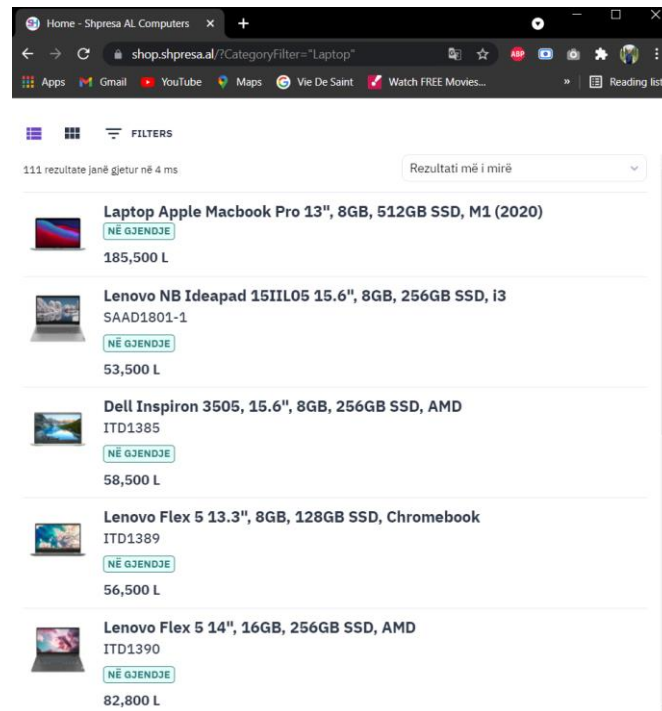 Home - Shpresa AL Computers
shop.shpresa.al/?CategoryFilter="Laptop"
ABP
Apps Gmail YouTube Maps Vie De Saint Watch FREE Movies... » Reading list
FILTERS
111 rezultate janë gjetur në 4 ms
Rezultati më i mirë
Laptop Apple Macbook Pro 13", 8GB, 512GB SSD, M1 (2020)
NË GJENDJE
185,500 L
Lenovo NB Ideapad 15IIL05 15.6", 8GB, 256GB SSD, i3
SAAD1801-1
NË GJENDJE
53,500 L
Dell Inspiron 3505, 15.6", 8GB, 256GB SSD, AMD
ITD1385
NË GJENDJE
58,500 L
Lenovo Flex 5 13.3", 8GB, 128GB SSD, Chromebook
ITD1389
NË GJENDJE
56,500 L
Lenovo Flex 5 14", 16GB, 256GB SSD, AMD
ITD1390
NË GJENDJE
82,800 L